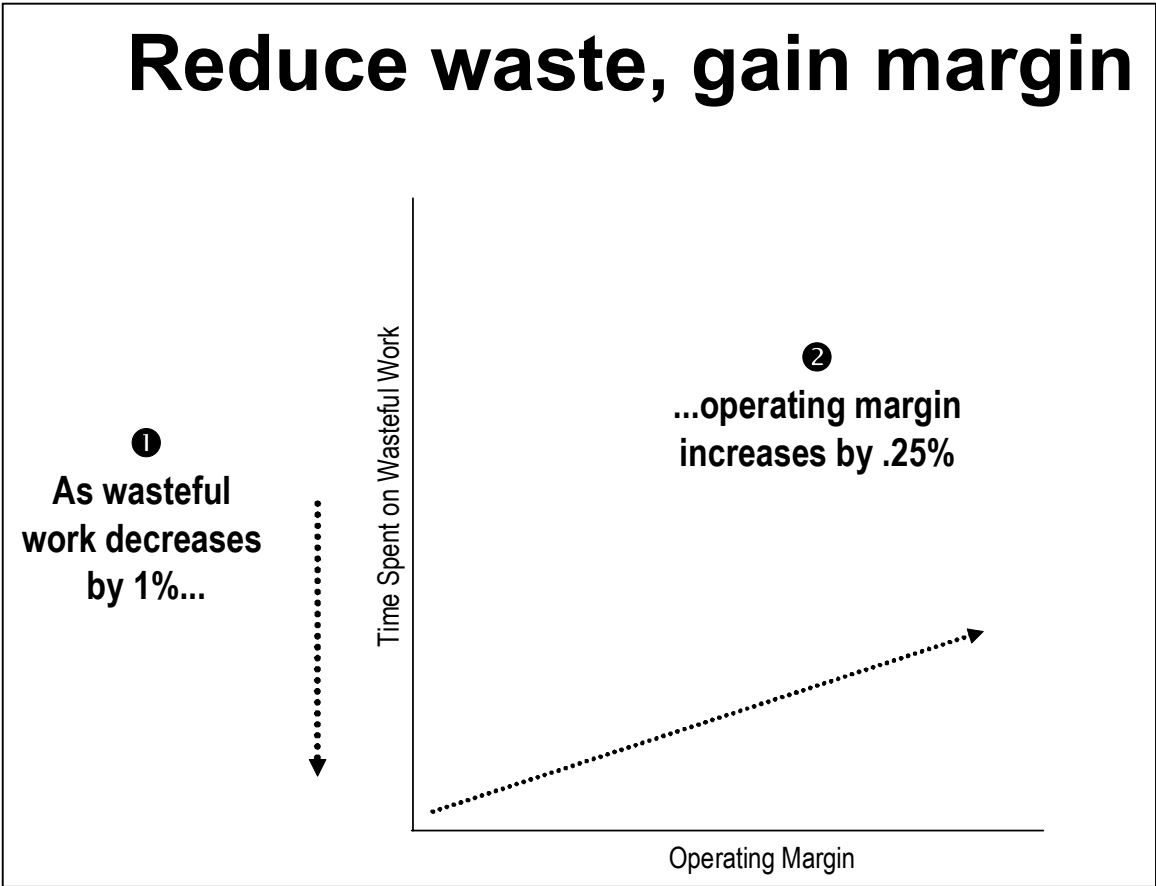 Reduce waste, gain margin
❶
As wasteful
work decreases
by 1%...
Time Spent on Wasteful Work
❷
...operating margin
increases by .25%
Operating Margin